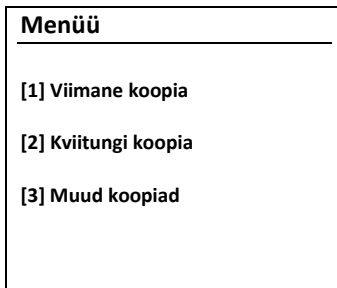 Menüü
[1] Viimane koopia
[2] Kviitungi koopia
[3] Muud koopiad